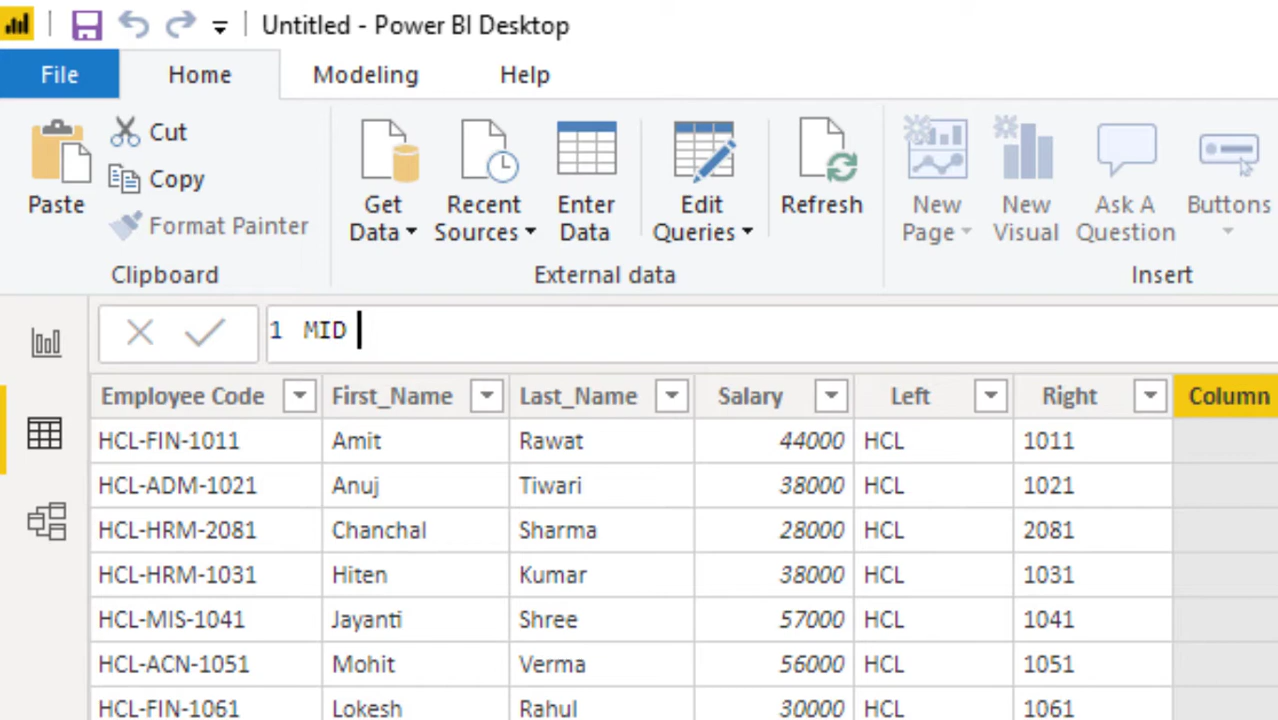 Untitled - Power BI Desktop
File Home Modeling Help
Cut
Copy
Format Painter
Paste
Get Data
Recent Sources
Enter Data
Edit Queries
Refresh
New Page
New Visual
Ask A Question
Buttons
Clipboard External data Insert
1 MID
Employee Code First_Name Last_Name Salary Left Right Column
HCL-FIN-1011 Amit Rawat 44000 HCL 1011
HCL-ADM-1021 Anuj Tiwari 38000 HCL 1021
HCL-HRM-2081 Chanchal Sharma 28000 HCL 2081
HCL-HRM-1031 Hiten Kumar 38000 HCL 1031
HCL-MIS-1041 Jayanti Shree 57000 HCL 1041
HCL-ACN-1051 Mohit Verma 56000 HCL 1051
HCL-FIN-1061 Lokesh Rahul 30000 HCL 1061